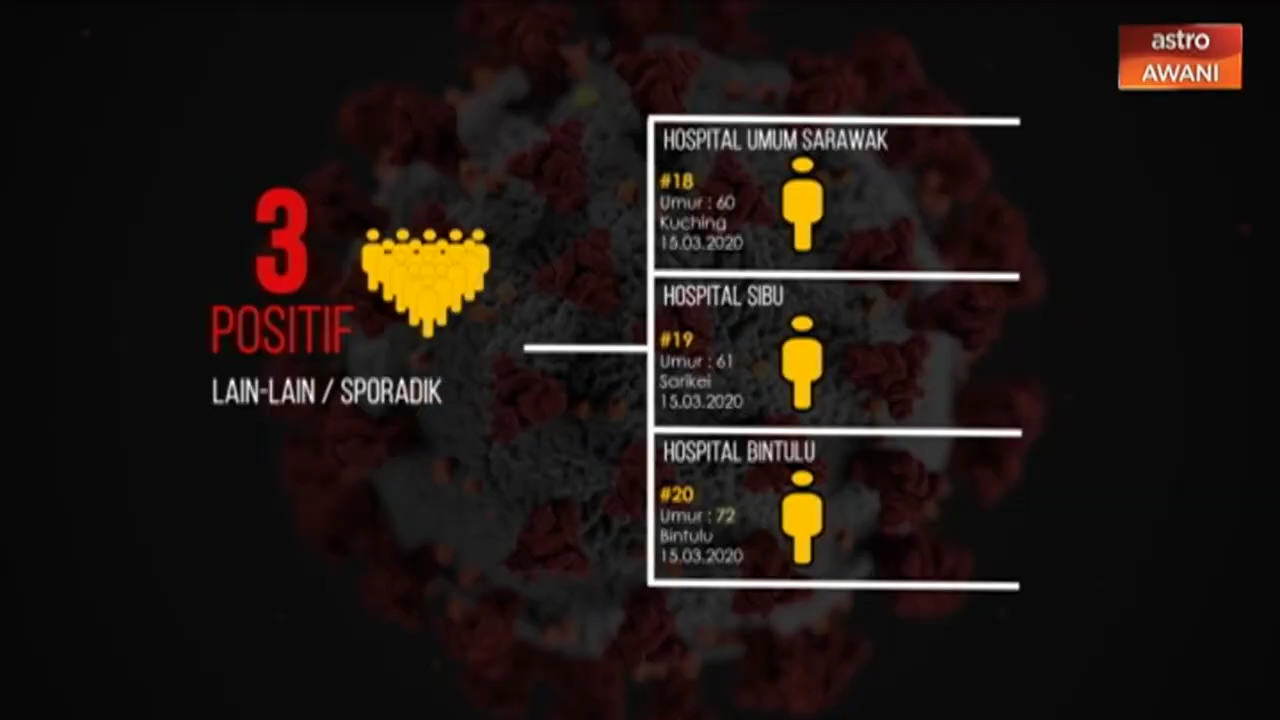 astro
AWANI
3
POSITIF
LAIN-LAIN / SPORADIK
HOSPITAL UMUM SARAWAK
#18
Umur : 60
Kuching
15.03.2020
HOSPITAL SIBU
#19
Umur : 61
Sarikei
15.03.2020
HOSPITAL BINTULU
#20
Umur : 72
Bintulu
15.03.2020